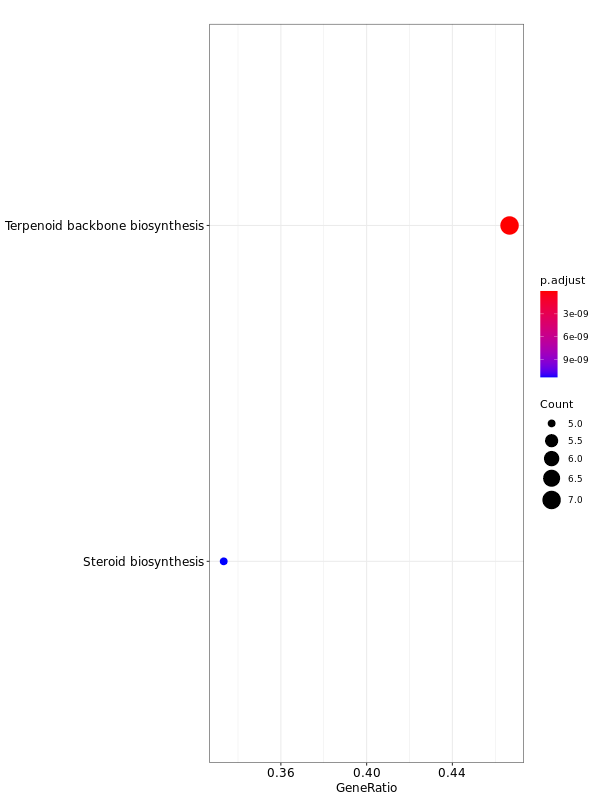 Terpenoid backbone biosynthesis
Steroid biosynthesis
0.36 0.40 0.44
GeneRatio
p.adjust
3e-09
6e-09
9e-09
Count
5.0
5.5
6.0
6.5
7.0